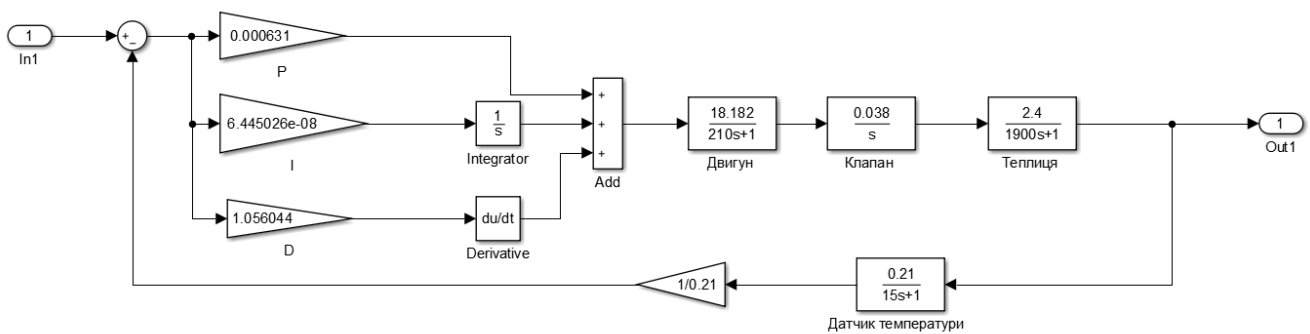 1
In1
+
−
0.000631
P
6.445026e-08
I
1.056044
D
1
s
Integrator
du/dt
Derivative
+
+
+
Add
18.182
210s+1
Двигун
0.038
s
Клапан
2.4
1900s+1
Теплиця
1
Out1
1/0.21
0.21
15s+1
Датчик температури